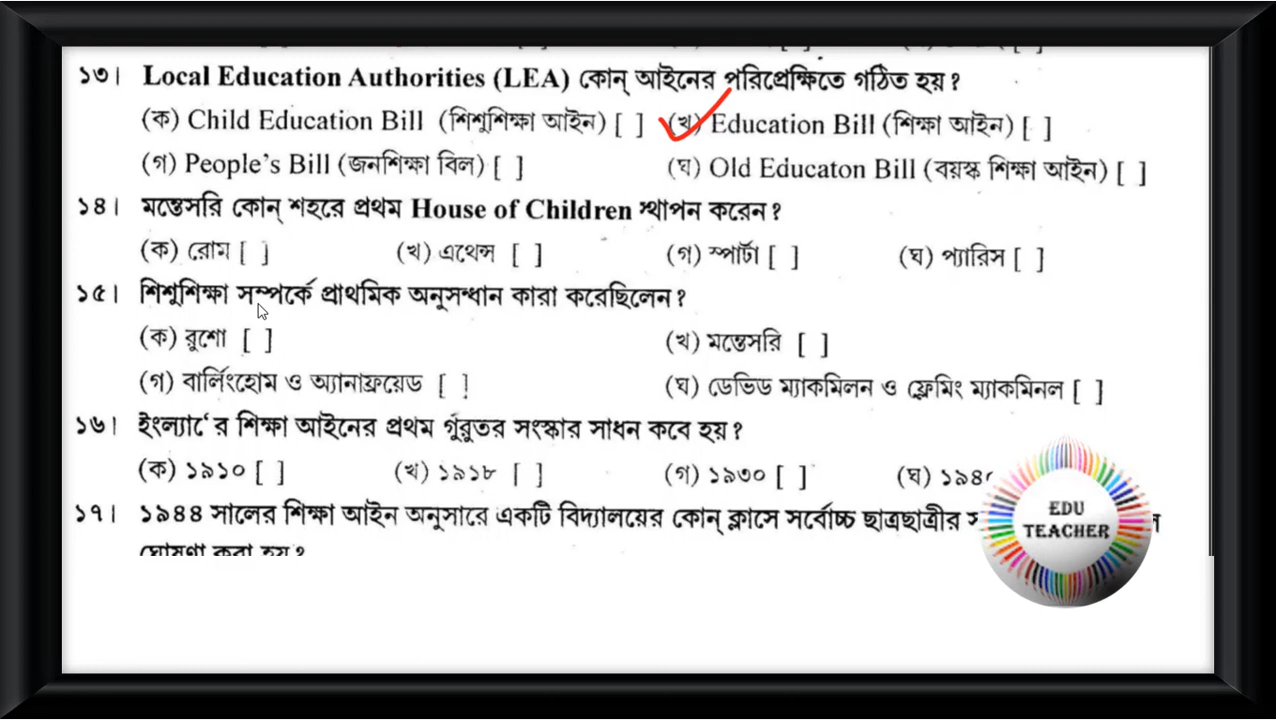 ১৩। Local Education Authorities (LEA) কোন্ আইনের পরিপ্রেক্ষিতে গঠিত হয়?
(ক) Child Education Bill (শিশুশিক্ষা আইন) [ ] (খ) Education Bill (শিক্ষা আইন) [ ]
(গ) People's Bill (জনশিক্ষা বিল) [ ] (ঘ) Old Educaton Bill (বয়স্ক শিক্ষা আইন) [ ]
১৪। মন্তেসরি কোন্ শহরে প্রথম House of Children স্থাপন করেন?
(ক) রোম [ ] (খ) এথেন্স [ ] (গ) স্পার্টা [ ] (ঘ) প্যারিস [ ]
১৫। শিশুশিক্ষা সম্পর্কে প্রাথমিক অনুসন্ধান কারা করেছিলেন?
(ক) রুশো [ ] (খ) মন্তেসরি [ ]
(গ) বার্লিংহোম ও অ্যানাফ্রয়েড [ ] (ঘ) ডেভিড ম্যাকমিলন ও ফ্লেমিং ম্যাকমিনল [ ]
১৬। ইংল্যাণ্ড'র শিক্ষা আইনের প্রথম গুরুতর সংস্কার সাধন কবে হয়?
(ক) ১৯১০ [ ] (খ) ১৯১৮ [ ] (গ) ১৯৩০ [ ] (ঘ)
১৭। ১৯৪৪ সালের শিক্ষা আইন অনুসারে একটি বিদ্যালয়ের কোন্ ক্লাসে সর্বোচ্চ ছাত্রছাত্রীর
ঘোষণা করা হয়?
EDU
TEACHER